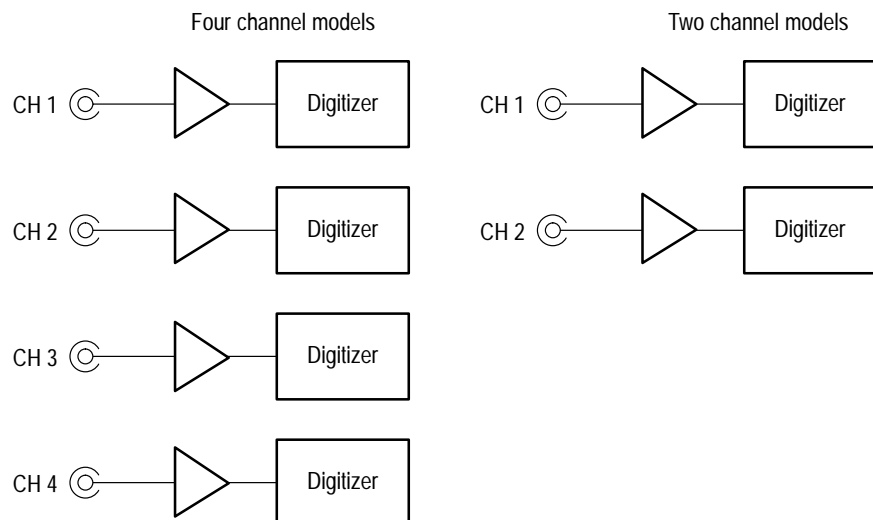 Four channel models
CH 1
Digitizer
CH 2
Digitizer
CH 3
Digitizer
CH 4
Digitizer
Two channel models
CH 1
Digitizer
CH 2
Digitizer